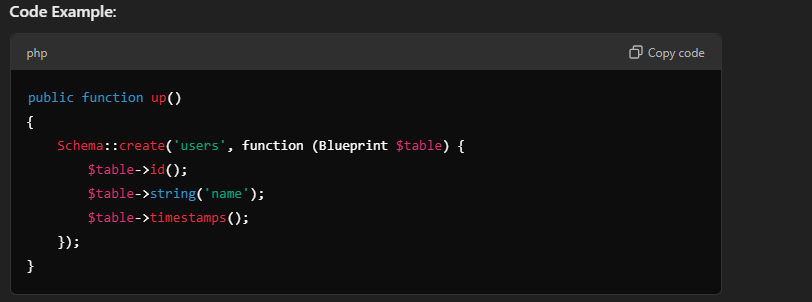 Code Example:
php
Copy code
public function up()
{
    Schema::create('users', function (Blueprint $table) {
        $table->id();
        $table->string('name');
        $table->timestamps();
    });
}